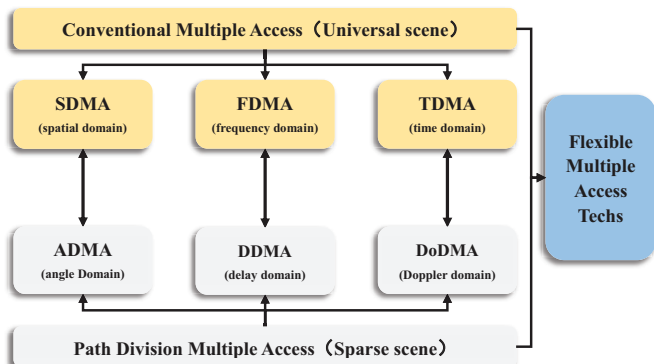 Conventional Multiple Access（Universal scene）
SDMA
(spatial domain)
FDMA
(frequency domain)
TDMA
(time domain)
Flexible
Multiple
Access
Techs
ADMA
(angle Domain)
DDMA
(delay domain)
DoDMA
(Doppler domain)
Path Division Multiple Access（Sparse scene）